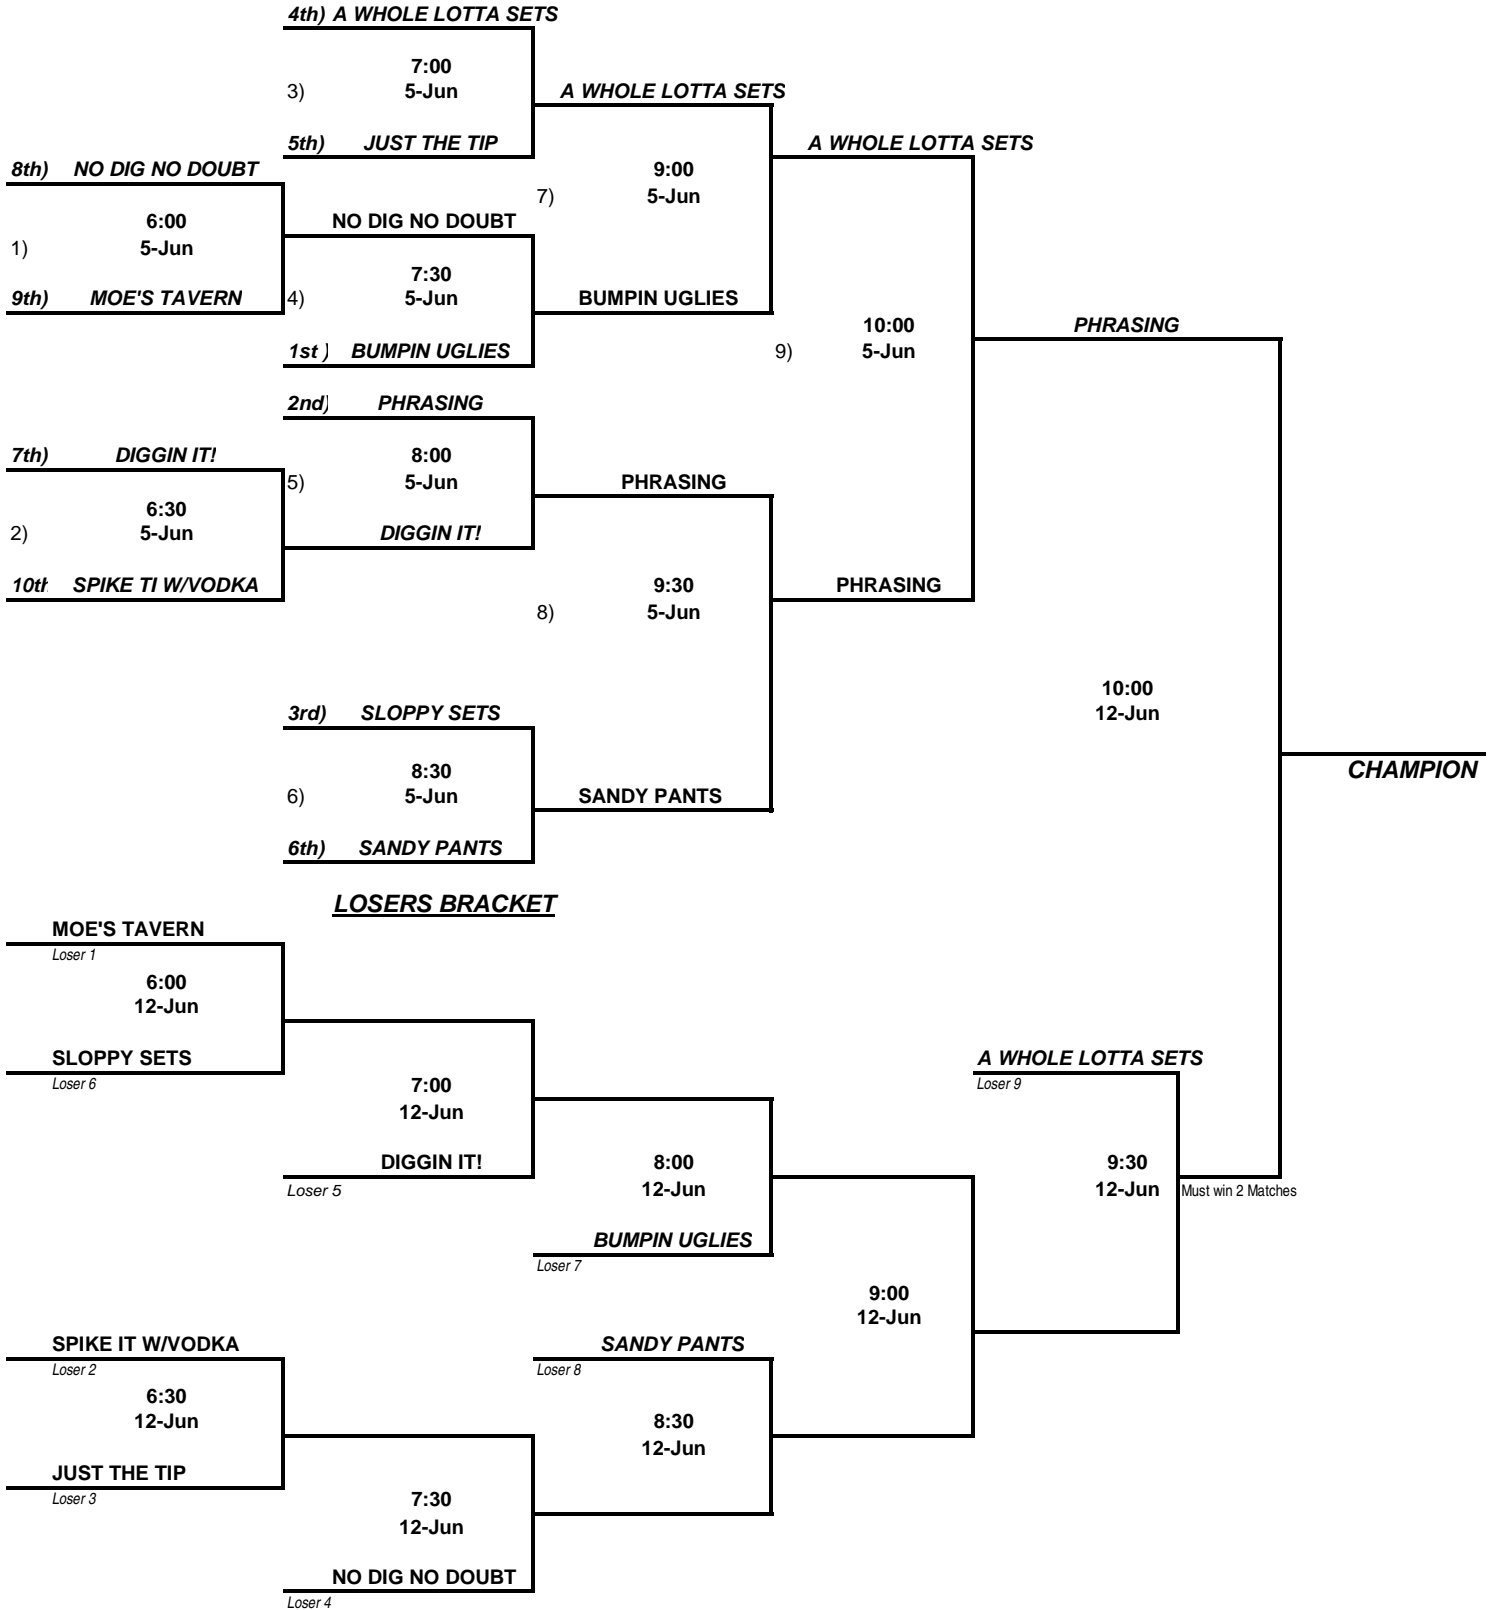 4th) A WHOLE LOTTA SETS
7:00
3) 5-Jun
A WHOLE LOTTA SETS
5th) JUST THE TIP
A WHOLE LOTTA SETS
8th) NO DIG NO DOUBT
9:00
7) 5-Jun
6:00
NO DIG NO DOUBT
1) 5-Jun
7:30
9th) MOE'S TAVERN
4) 5-Jun
BUMPIN UGLIES
10:00
PHRASING
1st ) BUMPIN UGLIES
9) 5-Jun
2nd) PHRASING
7th) DIGGIN IT!
8:00
5) 5-Jun
PHRASING
6:30
2) 5-Jun
DIGGIN IT!
10th SPIKE TI W/VODKA
9:30
PHRASING
8) 5-Jun
10:00
12-Jun
3rd) SLOPPY SETS
8:30
CHAMPION
6) 5-Jun
SANDY PANTS
6th) SANDY PANTS
LOSERS BRACKET
MOE'S TAVERN
Loser 1
6:00
12-Jun
SLOPPY SETS
A WHOLE LOTTA SETS
Loser 6
Loser 9
7:00
12-Jun
DIGGIN IT!
8:00
9:30
Loser 5
12-Jun
12-Jun
Must win 2 Matches
BUMPIN UGLIES
Loser 7
9:00
12-Jun
SPIKE IT W/VODKA
SANDY PANTS
Loser 2
Loser 8
6:30
12-Jun
8:30
12-Jun
JUST THE TIP
Loser 3
7:30
12-Jun
NO DIG NO DOUBT
Loser 4